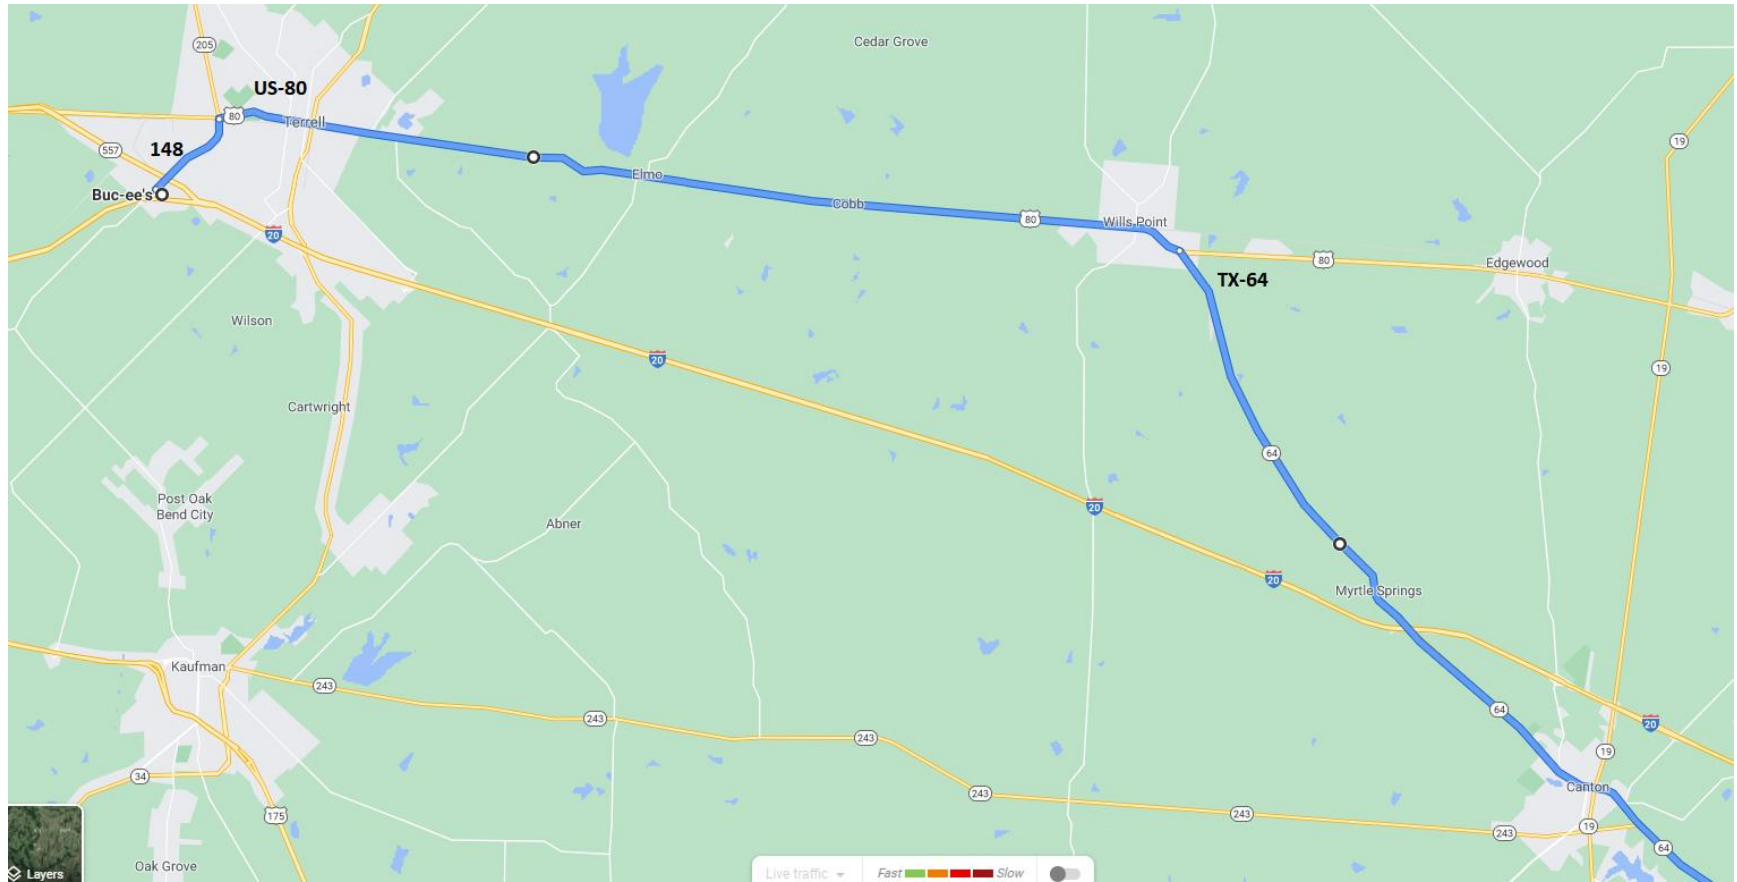 Cedar Grove
205
US-80
80
Terrell
148
557
19
Buc-ee's
Elmo
Cobb
80
Wills Point
20
80
Edgewood
TX-64
Wilson
20
19
Cartwright
64
Post Oak
Bend City
20
Abner
20
Myrtle Springs
Kaufman
243
64
243
20
243
19
34
243
Canton
175
243
19
243
64
Oak Grove
Layers
Live traffic
Fast
Slow